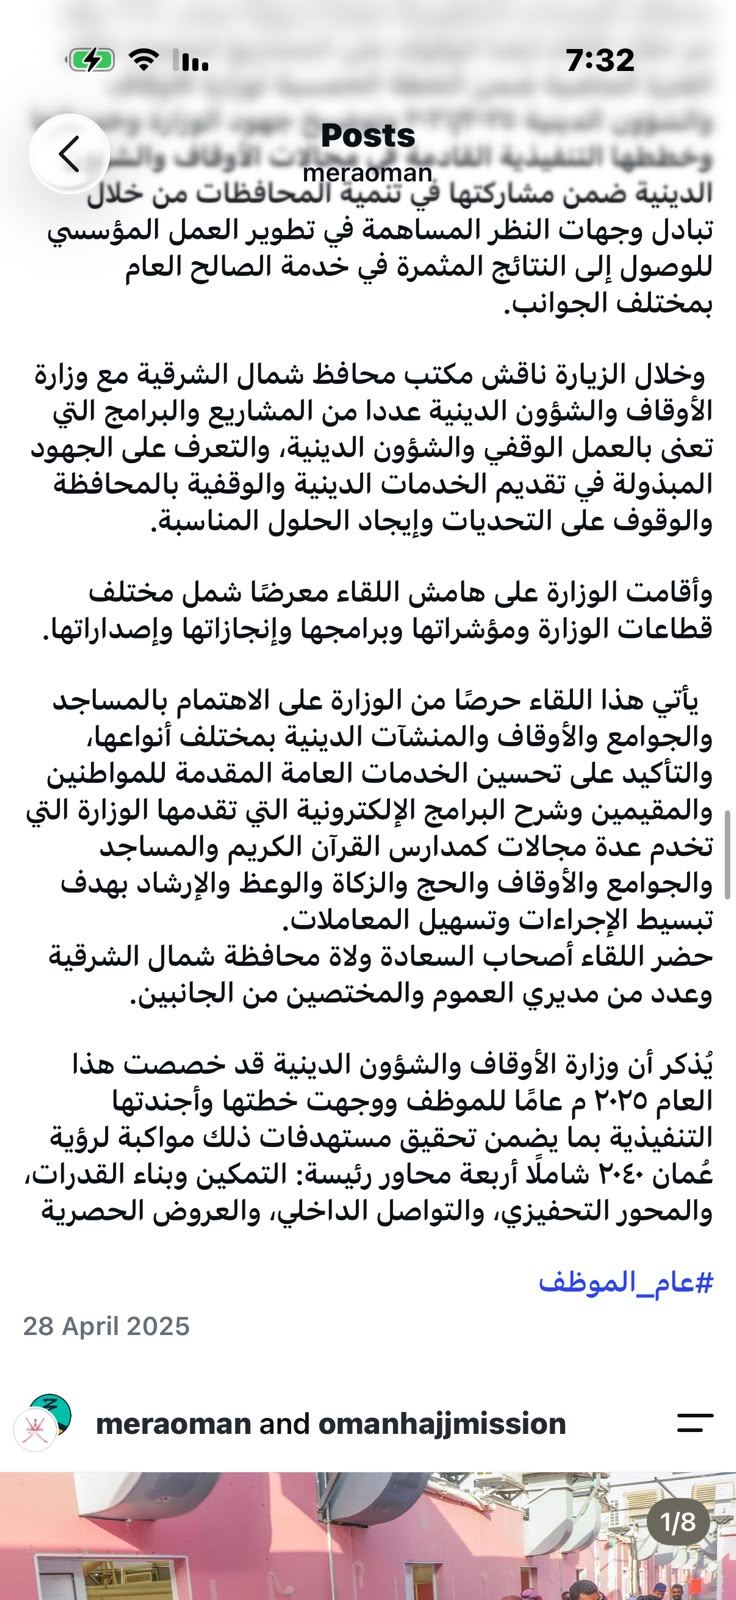 7:32
Posts
meraoman
وخططها التنفيذية القادمة في مجالات الأوقاف
الدينية ضمن مشاركتها في تنمية المحافظات من خلال
تبادل وجهات النظر المساهمة في تطوير العمل المؤسسي
للوصول إلى النتائج المثمرة في خدمة الصالح العام
بمختلف الجوانب.
وخلال الزيارة ناقش مكتب محافظ شمال الشرقية مع وزارة
الأوقاف والشؤون الدينية عددا من المشاريع والبرامج التي
تعنى بالعمل الوقفي والشؤون الدينية، والتعرف على الجهود
المبذولة في تقديم الخدمات الدينية والوقفية بالمحافظة
والوقوف على التحديات وإيجاد الحلول المناسبة.
وأقامت الوزارة على هامش اللقاء معرضًا شمل مختلف
قطاعات الوزارة ومؤشراتها وبرامجها وإنجازاتها وإصداراتها.
يأتي هذا اللقاء حرصًا من الوزارة على الاهتمام بالمساجد
والجوامع والأوقاف والمنشآت الدينية بمختلف أنواعها،
والتأكيد على تحسين الخدمات العامة المقدمة للمواطنين
والمقيمين وشرح البرامج الإلكترونية التي تقدمها الوزارة التي
تخدم عدة مجالات كمدارس القرآن الكريم والمساجد
والجوامع والأوقاف والحج والزكاة والوعظ والإرشاد بهدف
تبسيط الإجراءات وتسهيل المعاملات.
حضر اللقاء أصحاب السعادة ولاة محافظة شمال الشرقية
وعدد من مديري العموم والمختصين من الجانبين.
يُذكر أن وزارة الأوقاف والشؤون الدينية قد خصصت هذا
العام ٢٠٢٥ م عامًا للموظف ووجهت خطتها وأجندتها
التنفيذية بما يضمن تحقيق مستهدفات ذلك مواكبة لرؤية
عُمان ٢٠٤٠ شاملًا أربعة محاور رئيسة: التمكين وبناء القدرات،
والمحور التحفيزي، والتواصل الداخلي، والعروض الحصرية
#عام_الموظف
28 April 2025
meraoman and omanhajjmission
1/8